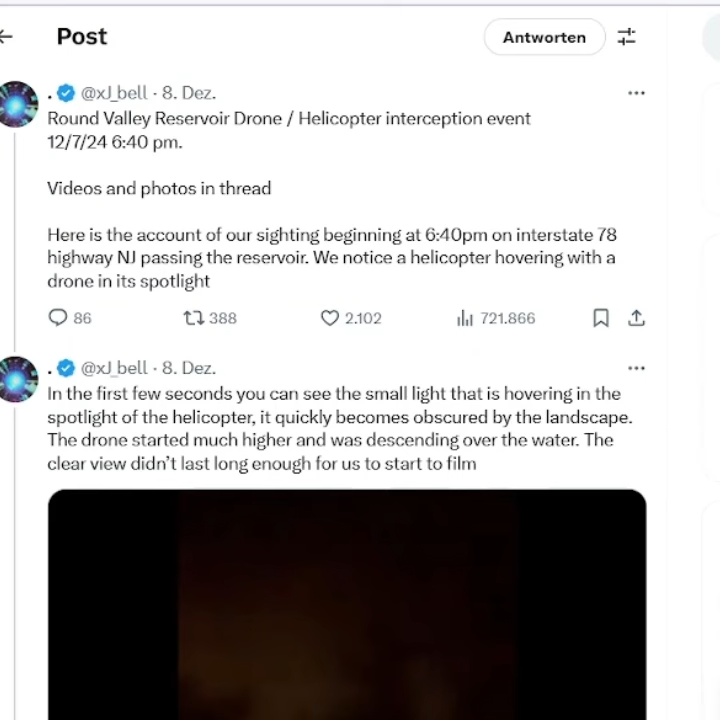 Post
Antworten
. @xJ_bell · 8. Dez.
Round Valley Reservoir Drone / Helicopter interception event
12/7/24 6:40 pm.
Videos and photos in thread
Here is the account of our sighting beginning at 6:40pm on interstate 78
highway NJ passing the reservoir. We notice a helicopter hovering with a
drone in its spotlight
86 388 2.102 721.866
. @xJ_bell · 8. Dez.
In the first few seconds you can see the small light that is hovering in the
spotlight of the helicopter, it quickly becomes obscured by the landscape.
The drone started much higher and was descending over the water. The
clear view didn’t last long enough for us to start to film